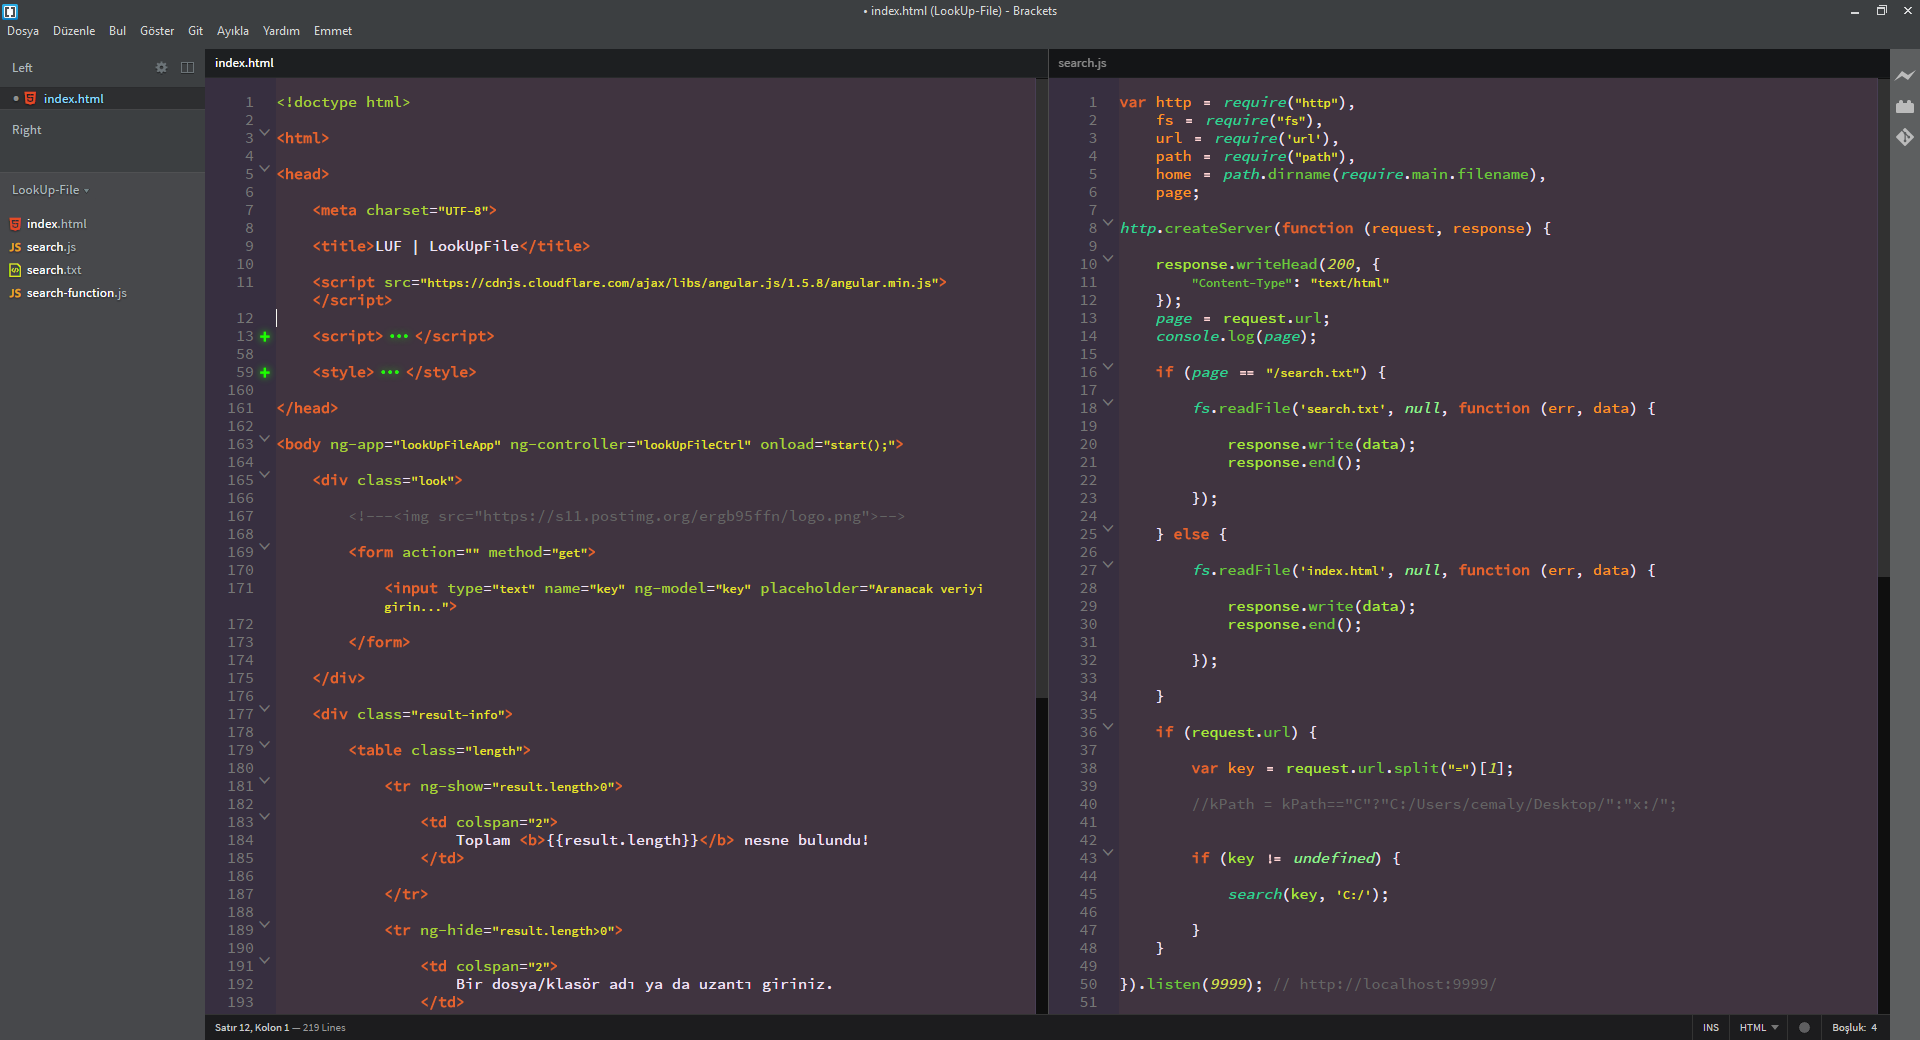 • index.html (LookUp-File) - Brackets
Dosya Düzenle Bul Göster Git Ayıkla Yardım Emmet
Left
• index.html
Right
LookUp-File
index.html
JS search.js
search.txt
JS search-function.js
index.html
1 <!doctype html>
2
3 <html>
4
5 <head>
6
7 <meta charset="UTF-8">
8
9 <title>LUF | LookUpFile</title>
10
11 <script src="https://cdnjs.cloudflare.com/ajax/libs/angular.js/1.5.8/angular.min.js">
</script>
12
13 <script>•••</script>
58
59 <style>•••</style>
160
161 </head>
162
163 <body ng-app="lookUpFileApp" ng-controller="lookUpFileCtrl" onload="start();">
164
165 <div class="look">
166
167 <!---<img src="https://s11.postimg.org/ergb95ffn/logo.png">-->
168
169 <form action="" method="get">
170
171 <input type="text" name="key" ng-model="key" placeholder="Aranacak veriyi
girin...">
172
173 </form>
174
175 </div>
176
177 <div class="result-info">
178
179 <table class="length">
180
181 <tr ng-show="result.length>0">
182
183 <td colspan="2">
184 Toplam <b>{{result.length}}</b> nesne bulundu!
185 </td>
186
187 </tr>
188
189 <tr ng-hide="result.length>0">
190
191 <td colspan="2">
192 Bir dosya/klasör adı ya da uzantı giriniz.
193 </td>
search.js
1 var http = require("http"),
2 fs = require("fs"),
3 url = require('url'),
4 path = require("path"),
5 home = path.dirname(require.main.filename),
6 page;
7
8 http.createServer(function (request, response) {
9
10 response.writeHead(200, {
11 "Content-Type": "text/html"
12 });
13 page = request.url;
14 console.log(page);
15
16 if (page == "/search.txt") {
17
18 fs.readFile('search.txt', null, function (err, data) {
19
20 response.write(data);
21 response.end();
22
23 });
24
25 } else {
26
27 fs.readFile('index.html', null, function (err, data) {
28
29 response.write(data);
30 response.end();
31
32 });
33
34 }
35
36 if (request.url) {
37
38 var key = request.url.split("=")[1];
39
40 //kPath = kPath=="C"?"C:/Users/cemaly/Desktop/":"x:/";
41
42
43 if (key != undefined) {
44
45 search(key, 'C:/');
46
47 }
48 }
49
50 }).listen(9999); // http://localhost:9999/
51
Satır 12, Kolon 1 — 219 Lines
INS HTML Boşluk: 4